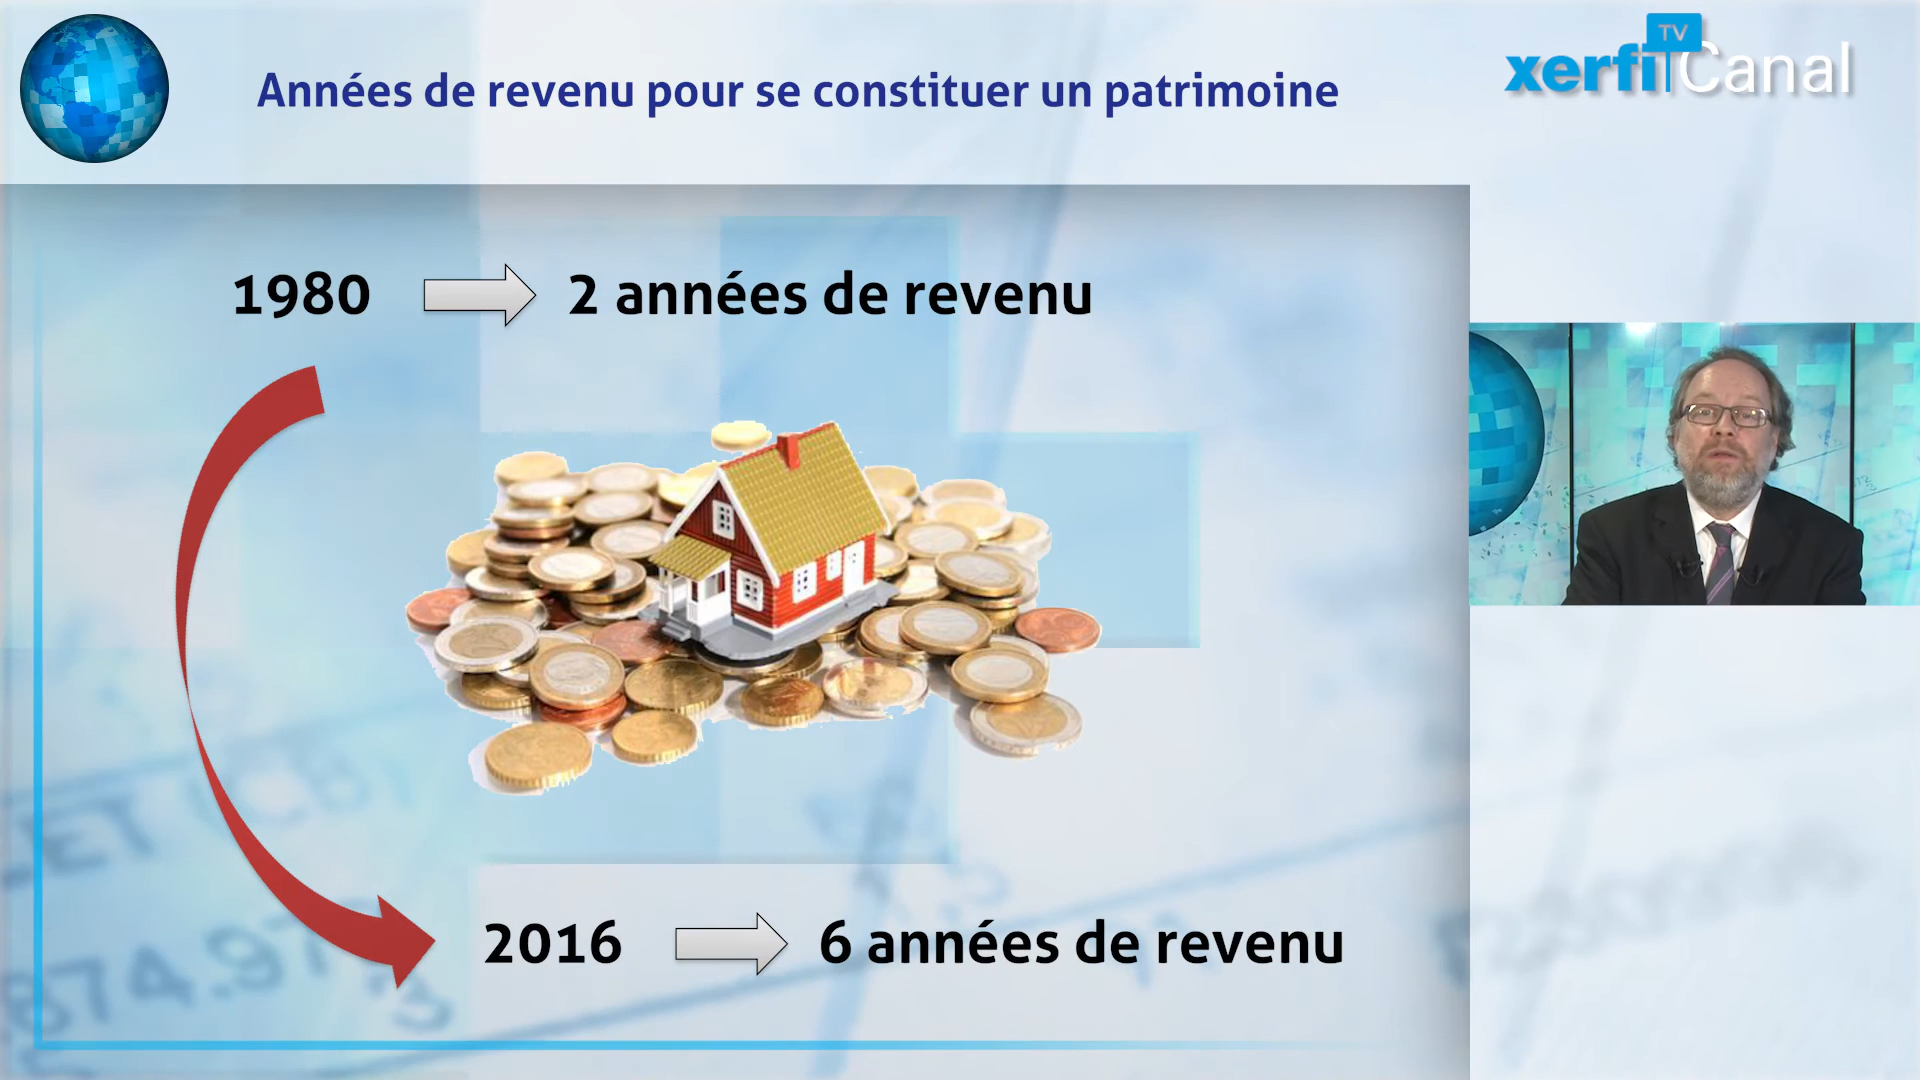 Années de revenu pour se constituer un patrimoine
xerfi TV Canal
1980 2 années de revenu
2016 6 années de revenu